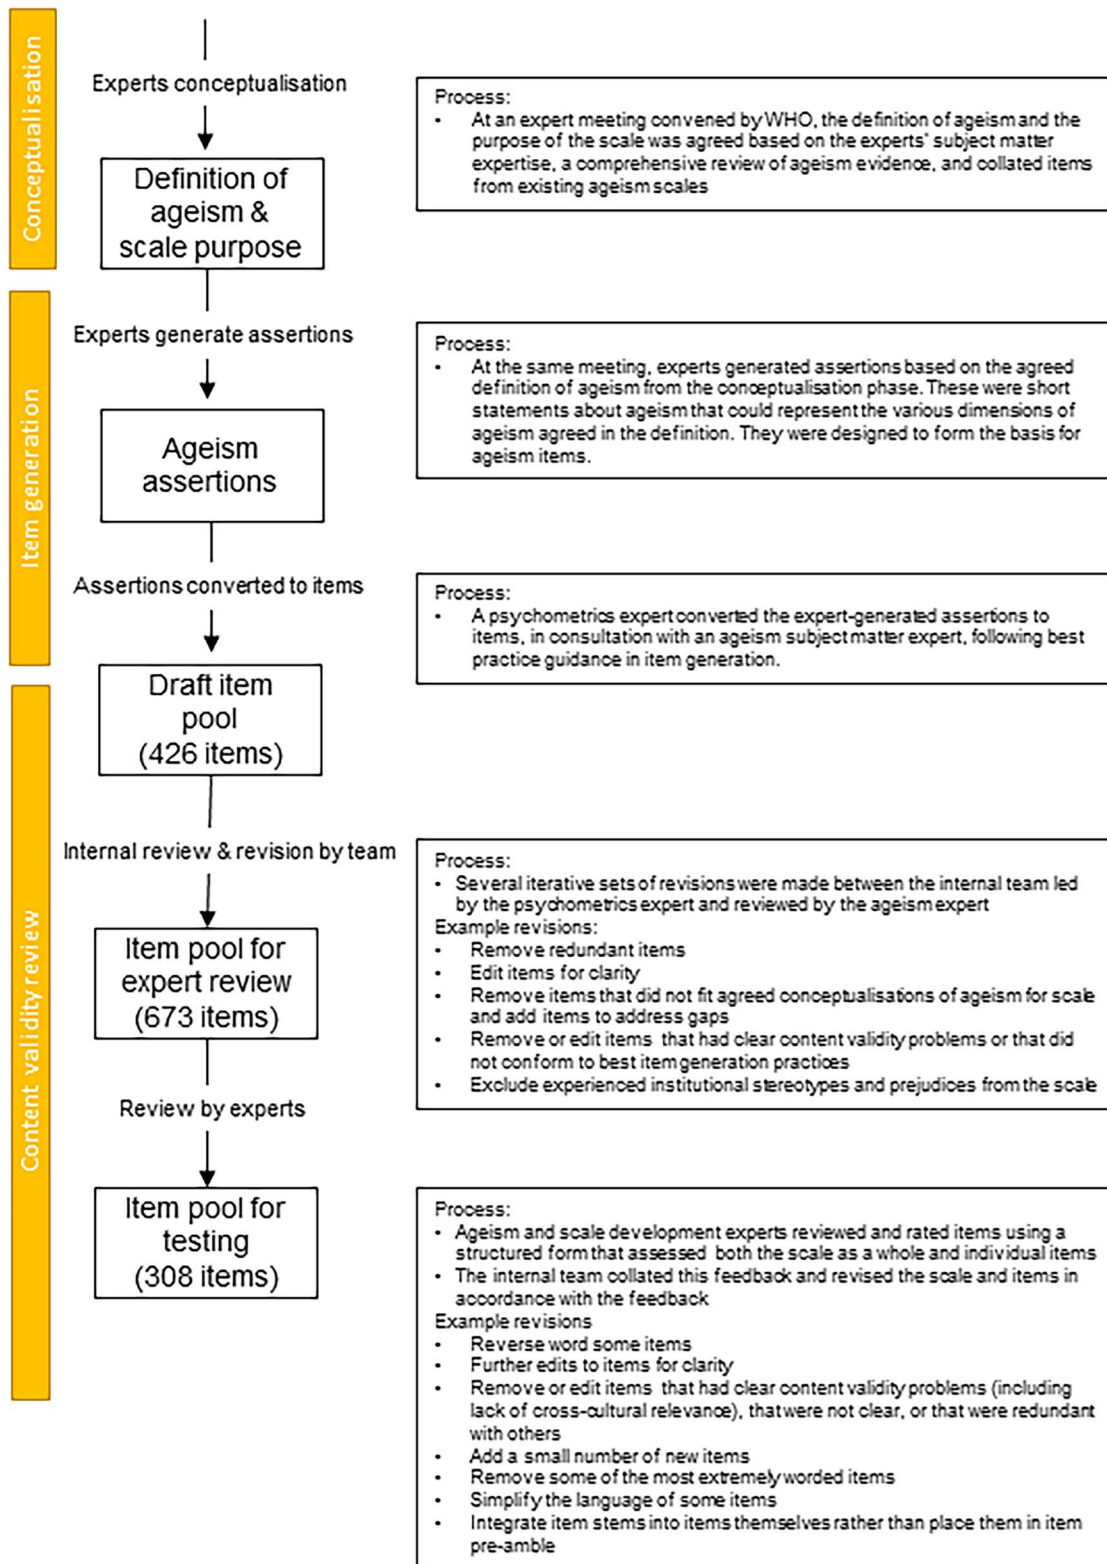 Conceptualisation
Experts conceptualisation
Definition of
ageism &
scale purpose
Process:
• At an expert meeting convened by WHO, the definition of ageism and the
purpose of the scale was agreed based on the experts' subject matter
expertise, a comprehensive review of ageism evidence, and collated items
from existing ageism scales
Item generation
Experts generate assertions
Ageism
assertions
Process:
• At the same meeting, experts generated assertions based on the agreed
definition of ageism from the conceptualisation phase. These were short
statements about ageism that could represent the various dimensions of
ageism agreed in the definition. They were designed to form the basis for
ageism items.
Assertions converted to items
Draft item
pool
(426 items)
Process:
• A psychometrics expert converted the expert-generated assertions to
items, in consultation with an ageism subject matter expert, following best
practice guidance in item generation.
Content validity review
Internal review & revision by team
Item pool for
expert review
(673 items)
Process:
• Several iterative sets of revisions were made between the internal team led
by the psychometrics expert and reviewed by the ageism expert
Example revisions:
• Remove redundant items
• Edit items for clarity
• Remove items that did not fit agreed conceptualisations of ageism for scale
and add items to address gaps
• Remove or edit items that had clear content validity problems or that did
not conform to best item generation practices
• Exclude experienced institutional stereotypes and prejudices from the scale
Review by experts
Item pool for
testing
(308 items)
Process:
• Ageism and scale development experts reviewed and rated items using a
structured form that assessed both the scale as a whole and individual items
• The internal team collated this feedback and revised the scale and items in
accordance with the feedback
Example revisions
• Reverse word some items
• Further edits to items for clarity
• Remove or edit items that had clear content validity problems (including
lack of cross-cultural relevance), that were not clear, or that were redundant
with others
• Add a small number of new items
• Remove some of the most extremely worded items
• Simplify the language of some items
• Integrate item stems into items themselves rather than place them in item
pre-amble